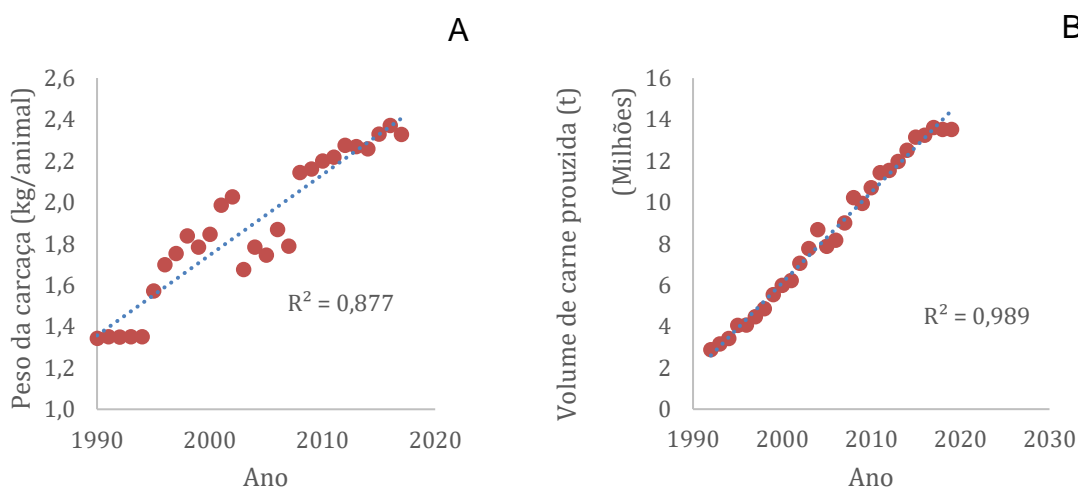 A
Peso da carcaça (kg/animal)
2,6
2,4
2,2
2,0
1,8
1,6
1,4
1,2
1,0
R² = 0,877
1990 2000 2010 2020
Ano
B
Volume de carne prouzida (t)
(Milhões)
16
14
12
10
8
6
4
2
0
R² = 0,989
1990 2000 2010 2020 2030
Ano